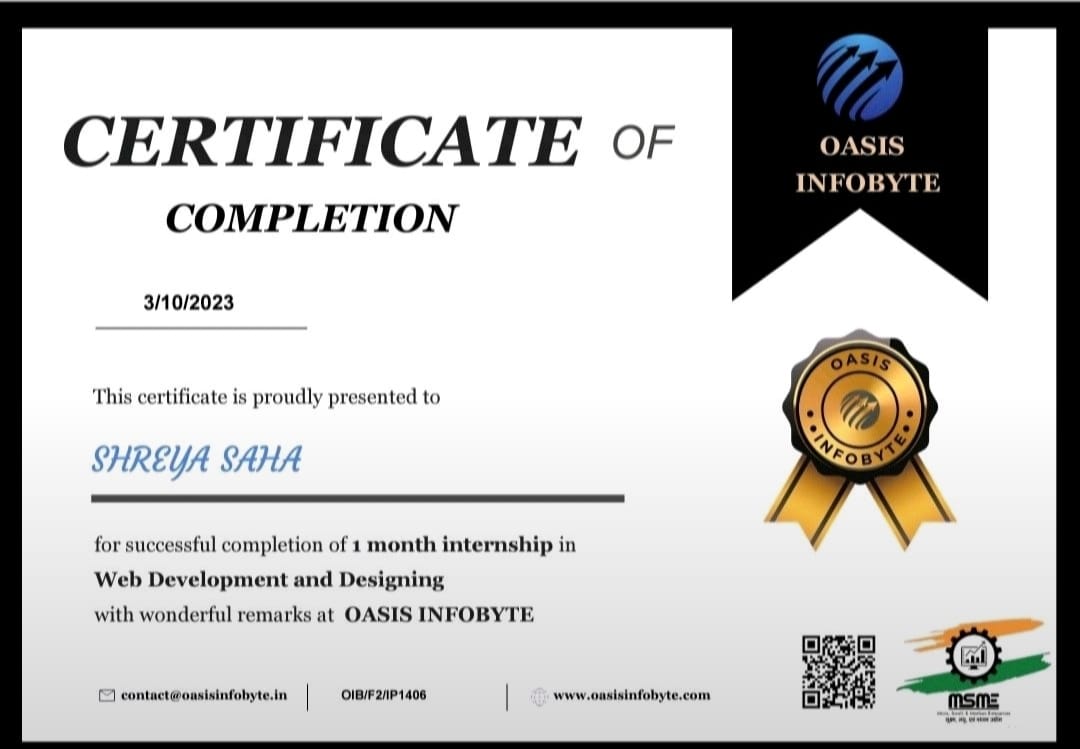 CERTIFICATE OF
COMPLETION
OASIS
INFOBYTE
3/10/2023
This certificate is proudly presented to
SHREYA SAHA
for successful completion of 1 month internship in
Web Development and Designing
with wonderful remarks at OASIS INFOBYTE
OASIS
INFOBYTE
contact@oasisinfobyte.in
OIB/F2/IP1406
www.oasisinfobyte.com
MSME